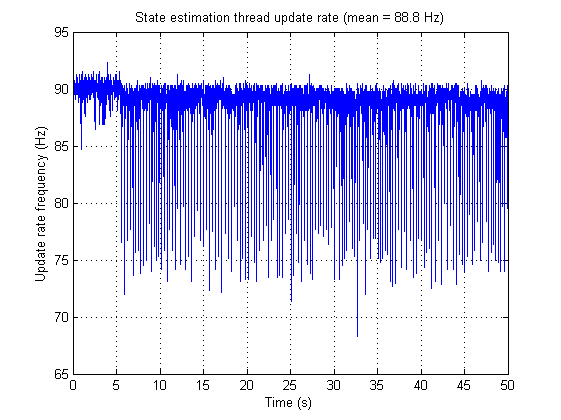 State estimation thread update rate (mean = 88.8 Hz)
95
90
85
80
75
70
65
Update rate frequency (Hz)
0 5 10 15 20 25 30 35 40 45 50
Time (s)